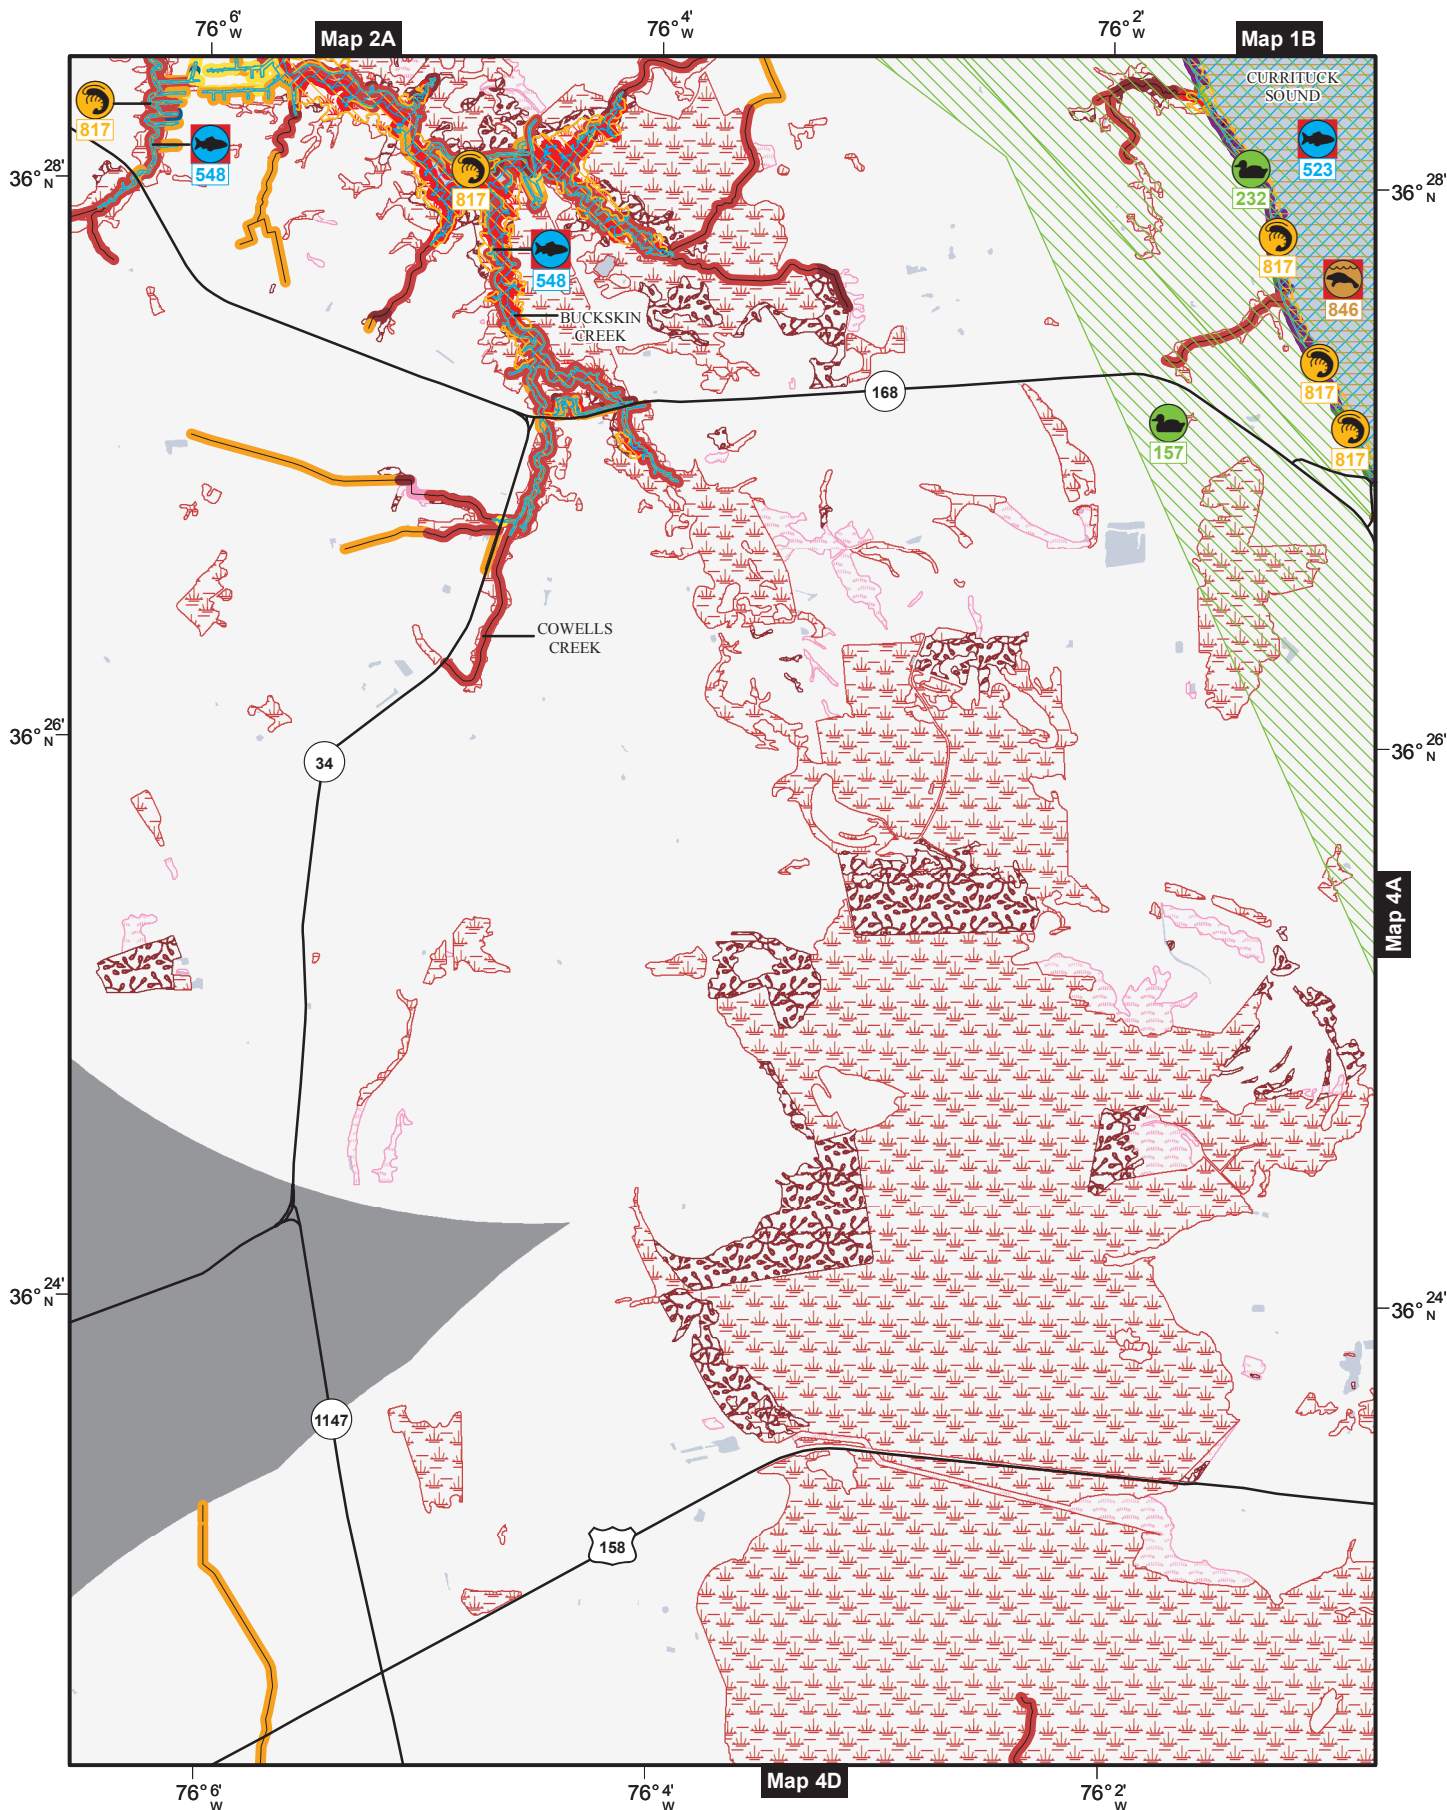 76° 6' W
Map 2A
76° 4' W
76° 2' W
Map 1B
CURRITUCK
SOUND
817
548
523
36° 28' N
36° 28' N
817
232
817
548
846
BUCKSKIN
CREEK
168
817
157
817
COWELLS
CREEK
36° 26' N
36° 26' N
34
Map 4A
36° 24' N
36° 24' N
1147
158
Map 4D
76° 6' W
76° 4' W
76° 2' W